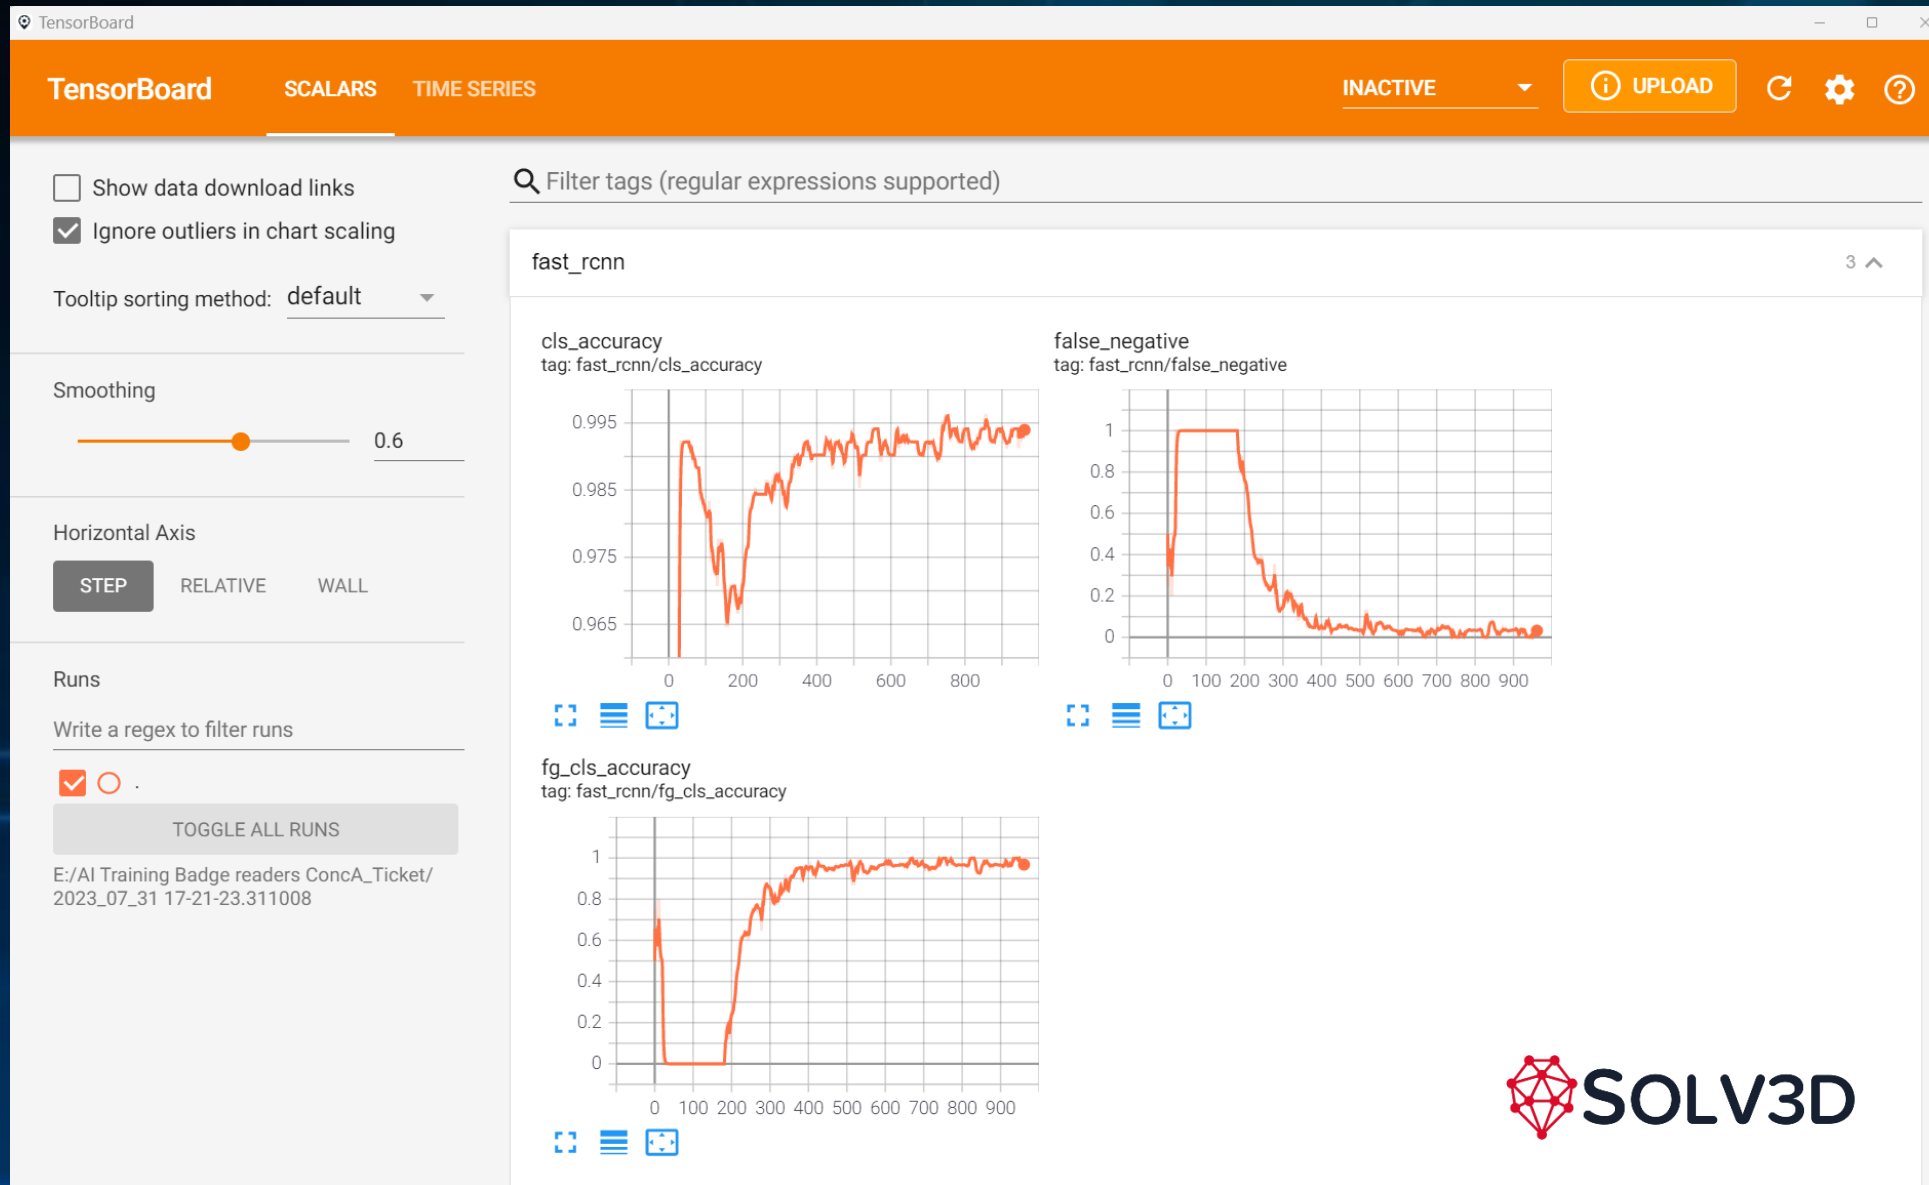 TensorBoard
TensorBoard
SCALARS
TIME SERIES
INACTIVE
UPLOAD
Show data download links
Ignore outliers in chart scaling
Tooltip sorting method: default
Smoothing
0.6
Horizontal Axis
STEP
RELATIVE
WALL
Runs
Write a regex to filter runs
.
TOGGLE ALL RUNS
E:/AI Training Badge readers ConcA_Ticket/
2023_07_31 17-21-23.311008
Filter tags (regular expressions supported)
fast_rcnn
3
cls_accuracy
tag: fast_rcnn/cls_accuracy
0.995
0.985
0.975
0.965
0 200 400 600 800
false_negative
tag: fast_rcnn/false_negative
1
0.8
0.6
0.4
0.2
0
0 100 200 300 400 500 600 700 800 900
fg_cls_accuracy
tag: fast_rcnn/fg_cls_accuracy
1
0.8
0.6
0.4
0.2
0
0 100 200 300 400 500 600 700 800 900
SOLV3D